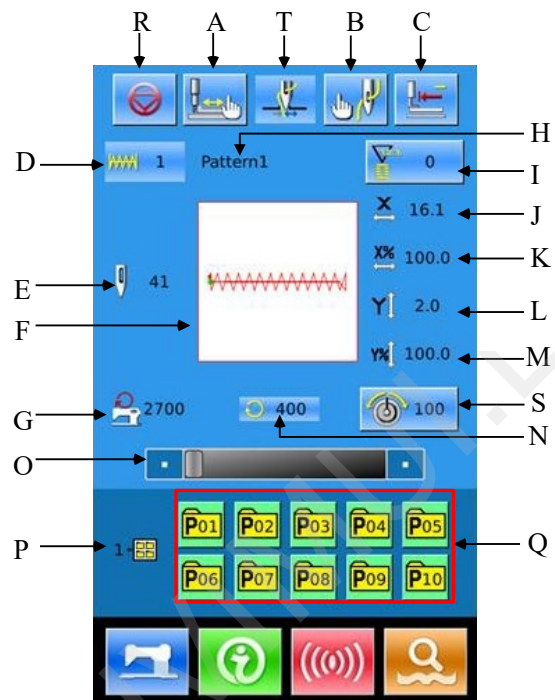 R A T B C
H
D 1 Pattern1 0
I
X 16.1 J
X% 100.0 K
E 41
Y 2.0 L
F
Y% 100.0 M
G 2700 400 100 S
N
O
P01 P02 P03 P04 P05
P 1 Q
P06 P07 P08 P09 P10